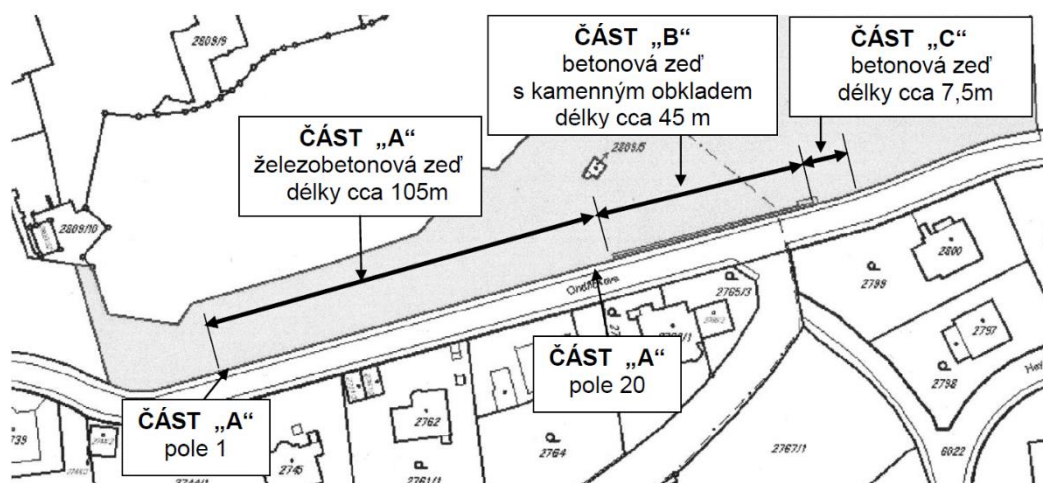 ČÁST „A“
železobetonová zeď
délky cca 105m
ČÁST „B“
betonová zeď
s kamenným obkladem
délky cca 45 m
ČÁST „C“
betonová zeď
délky cca 7,5m
ČÁST „A“
pole 1
ČÁST „A“
pole 20
2809/9
2809/5
2809/10
2765/3
2800
2799
2797
2798
2762
2764
2761/1
2767/1
2745
6022